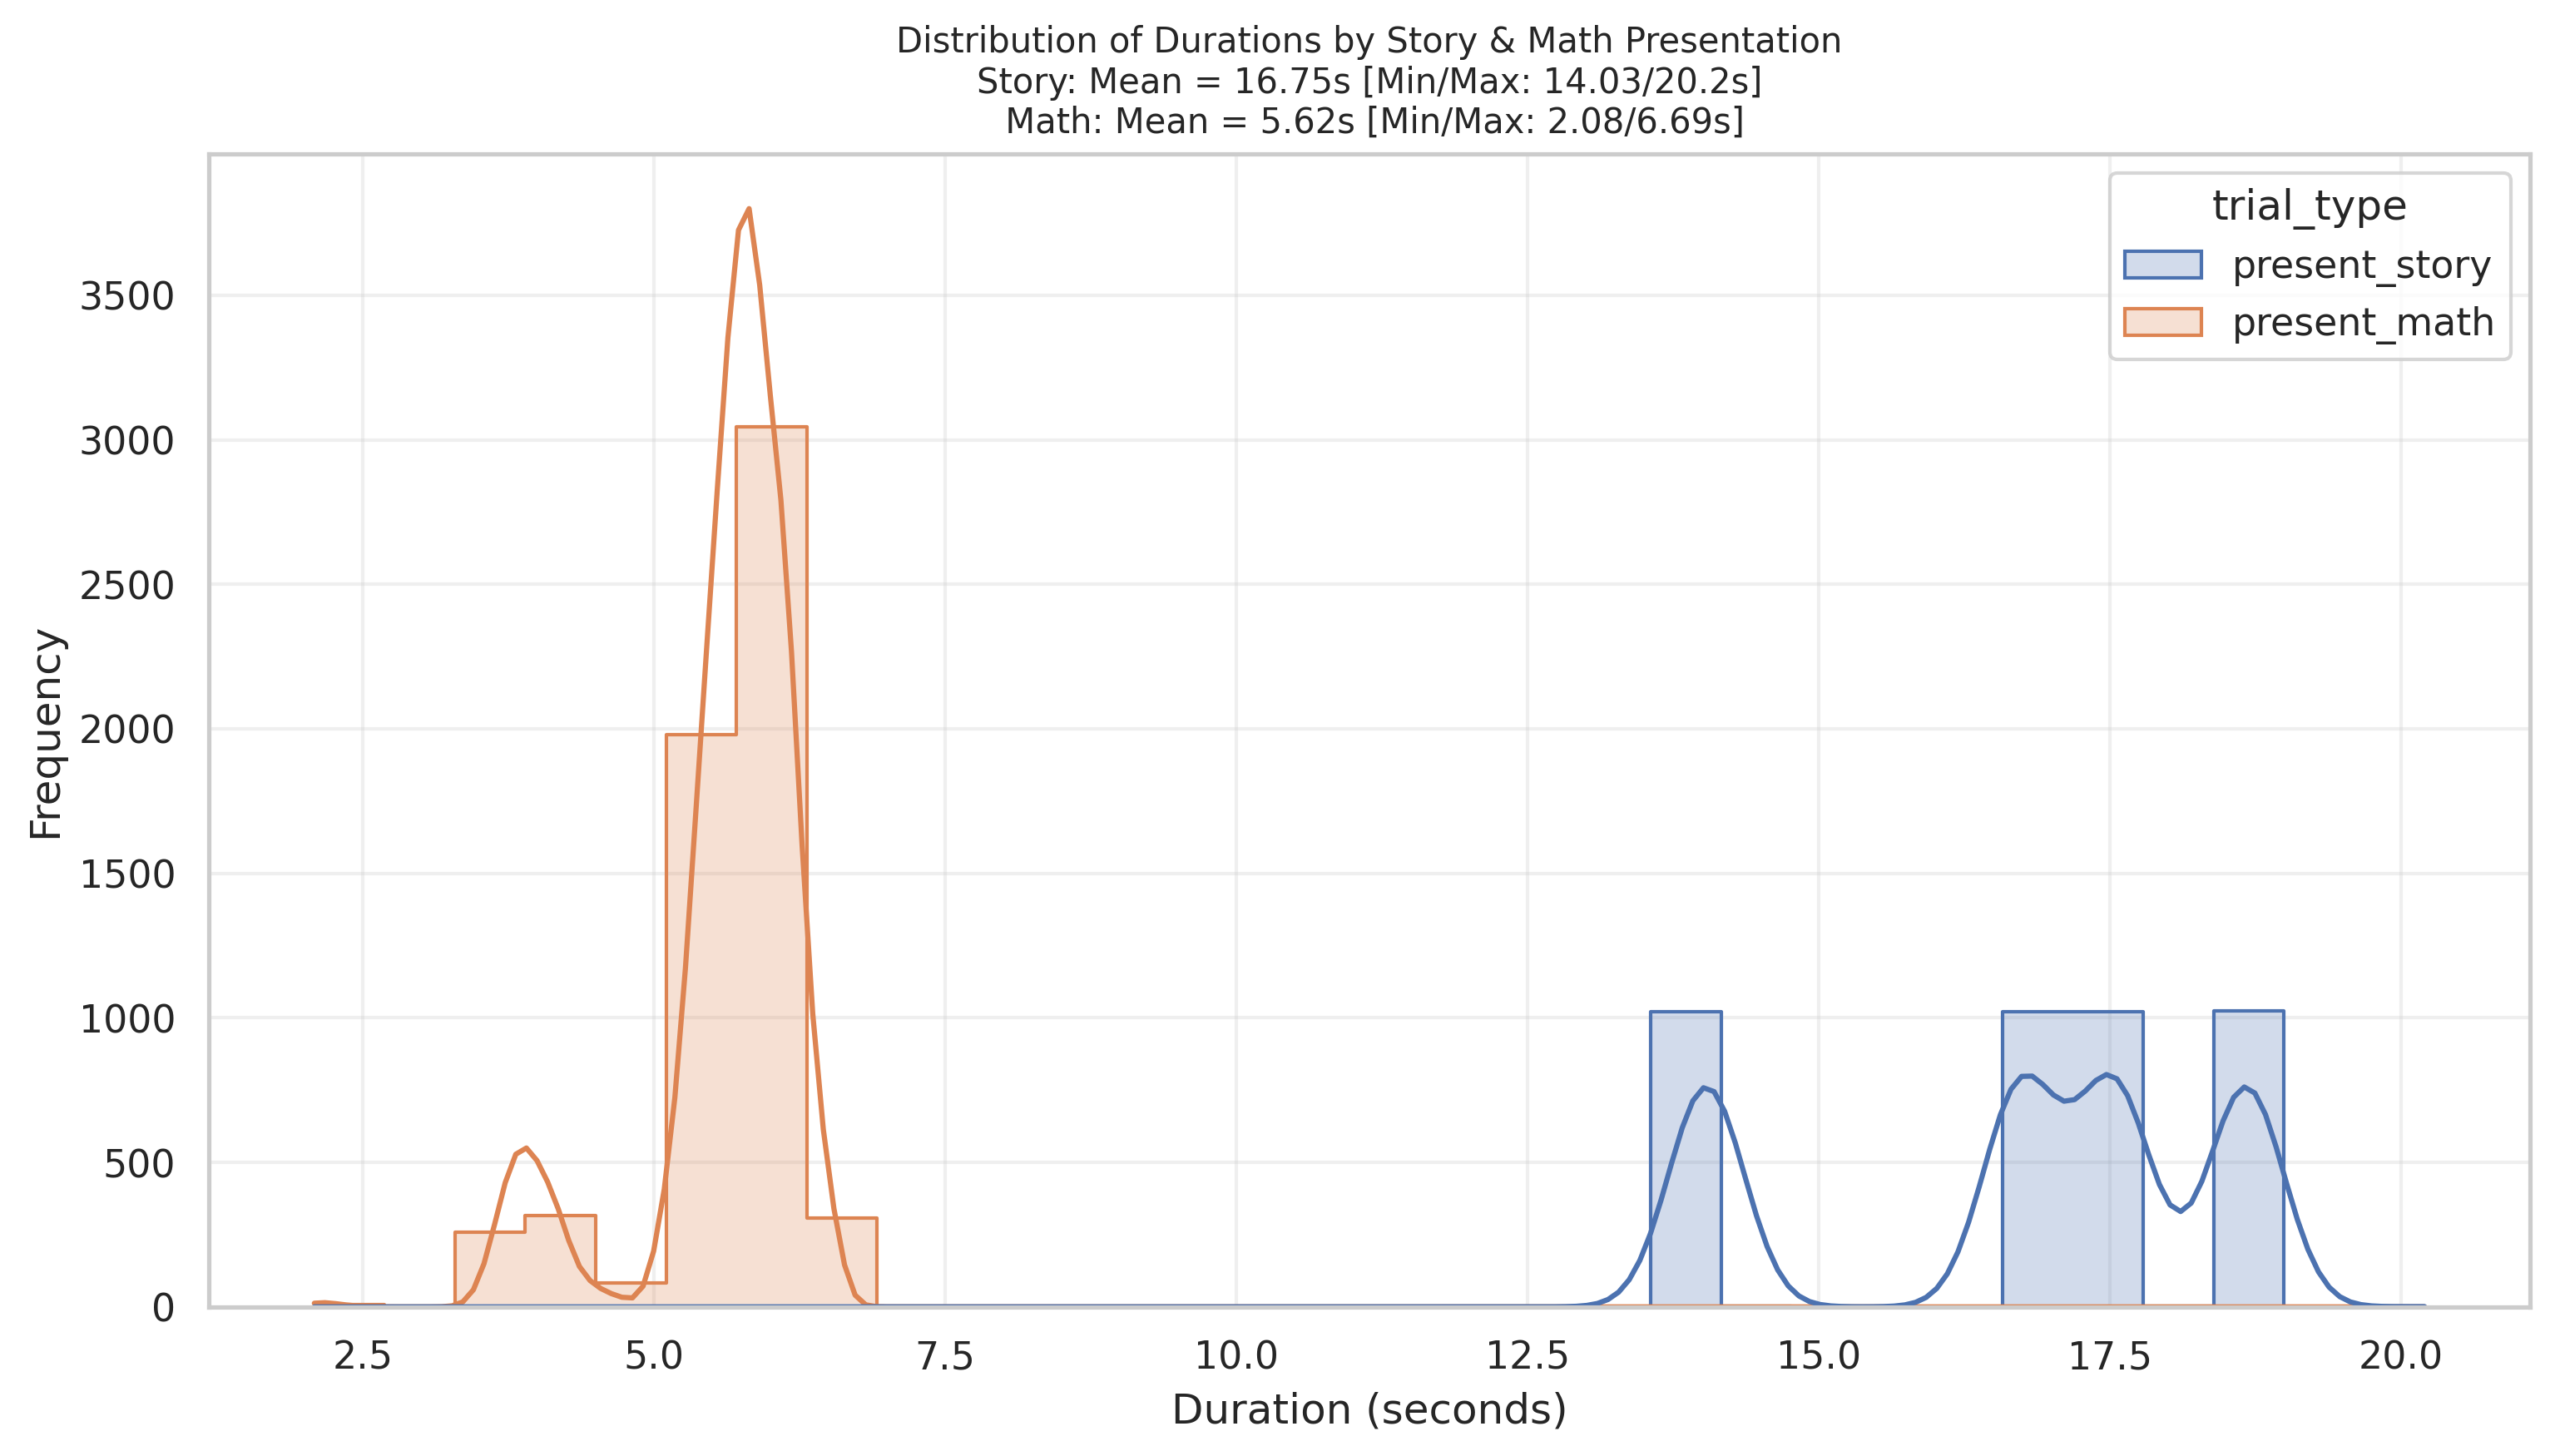 Distribution of Durations by Story & Math Presentation
Story: Mean = 16.75s [Min/Max: 14.03/20.2s]
Math: Mean = 5.62s [Min/Max: 2.08/6.69s]
trial_type
present_story
present_math
Frequency
3500
3000
2500
2000
1500
1000
500
0
2.5 5.0 7.5 10.0 12.5 15.0 17.5 20.0
Duration (seconds)